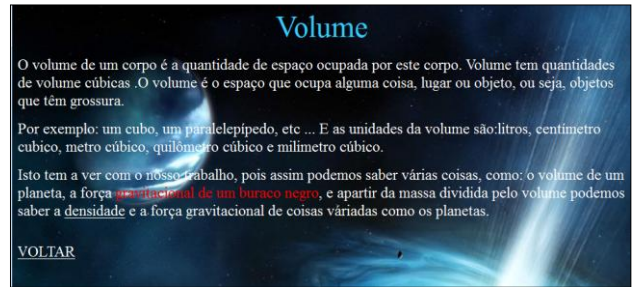 Volume
O volume de um corpo é a quantidade de espaço ocupada por este corpo. Volume tem quantidades
de volume cúbicas .O volume é o espaço que ocupa alguma coisa, lugar ou objeto, ou seja, objetos
que têm grossura.
Por exemplo: um cubo, um paralelepípedo, etc ... E as unidades da volume são:litros, centímetro
cubico, metro cúbico, quilômetro cúbico e milimetro cúbico.
Isto tem a ver com o nosso trabalho, pois assim podemos saber várias coisas, como: o volume de um
planeta, a força gravitacional de um buraco negro, e apartir da massa dividida pelo volume podemos
saber a densidade e a força gravitacional de coisas váriadas como os planetas.
VOLTAR